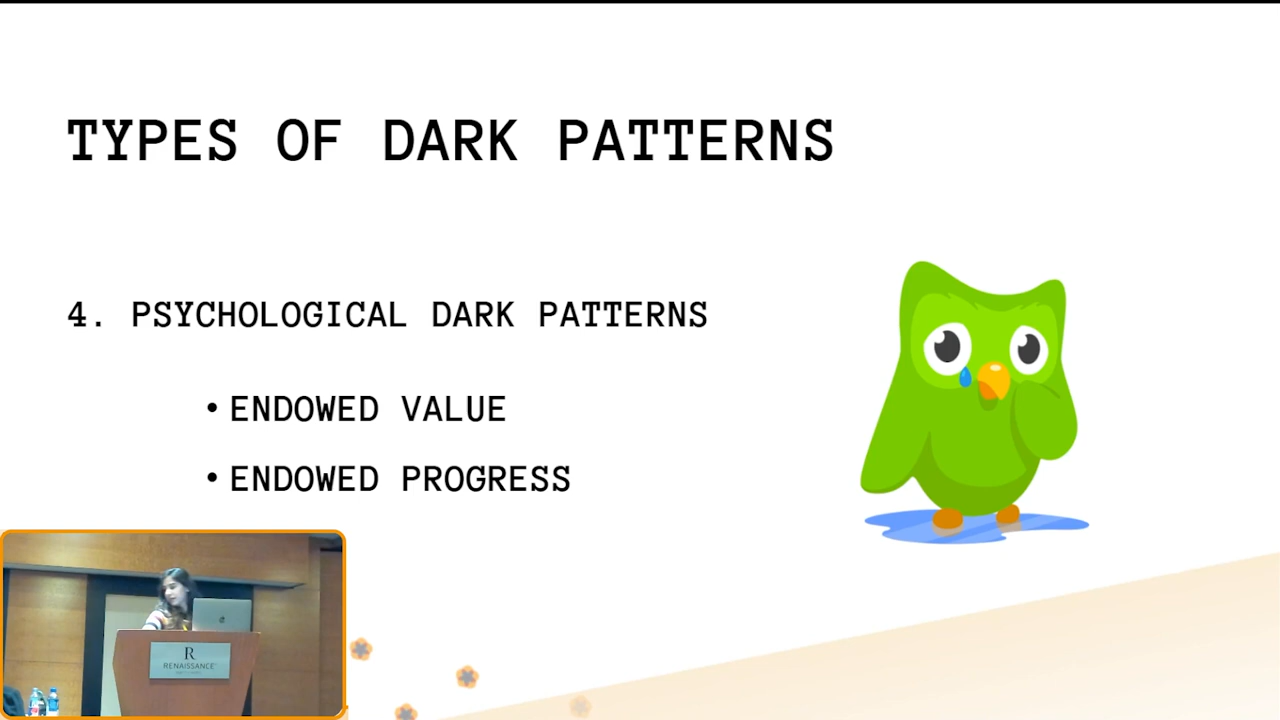 TYPES OF DARK PATTERNS
4. PSYCHOLOGICAL DARK PATTERNS
• ENDOWED VALUE
• ENDOWED PROGRESS
R
RENAISSANCE